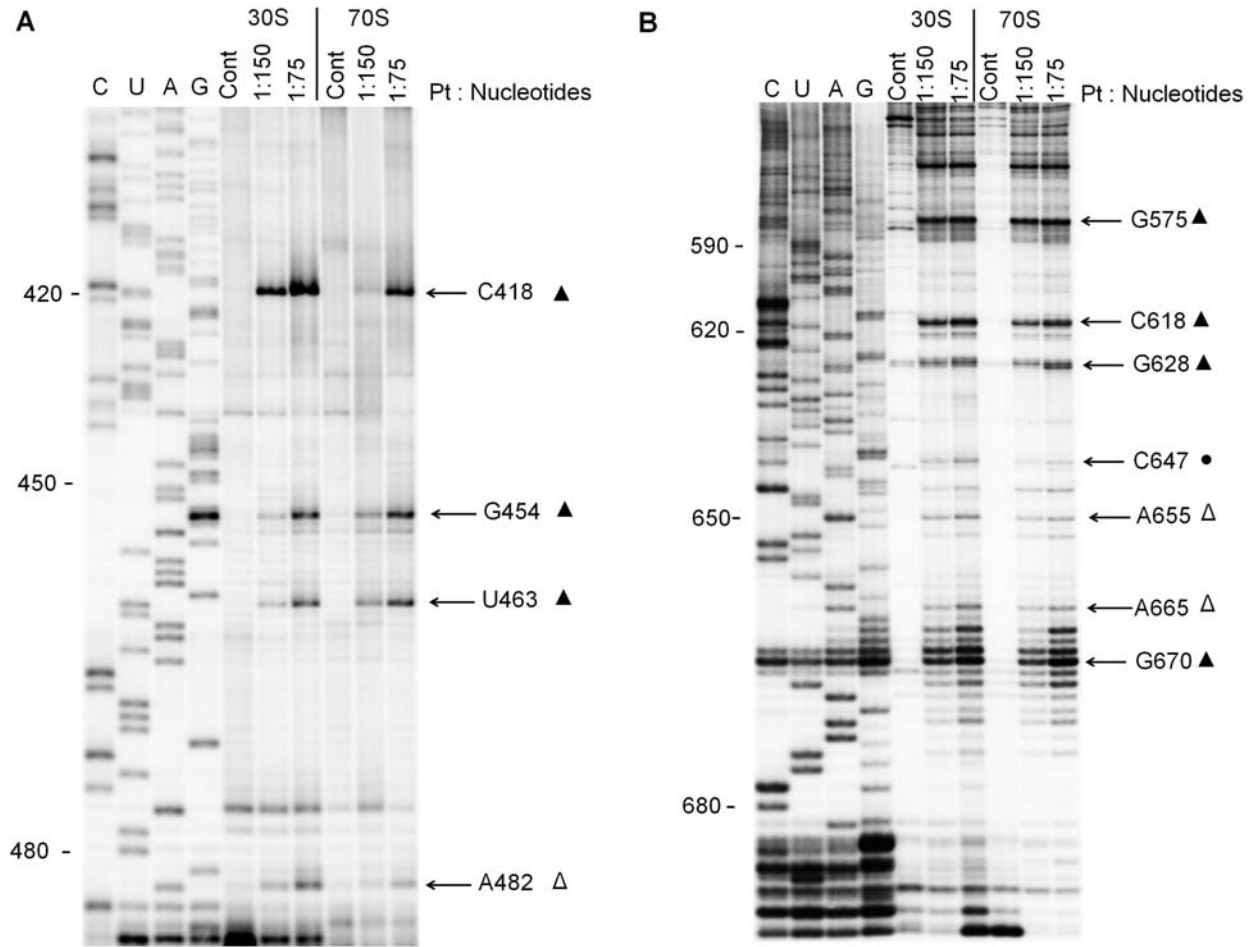 A
30S 70S
C U A G Cont 1:150 1:75 Cont 1:150 1:75 Pt : Nucleotides
420 -
C418 ▲
450 -
G454 ▲
U463 ▲
480 -
A482 Δ
B
30S 70S
C U A G Cont 1:150 1:75 Cont 1:150 1:75 Pt : Nucleotides
G575 ▲
590 -
C618 ▲
620 -
G628 ▲
C647 ●
650-
A655 Δ
A665 Δ
G670 ▲
680 -